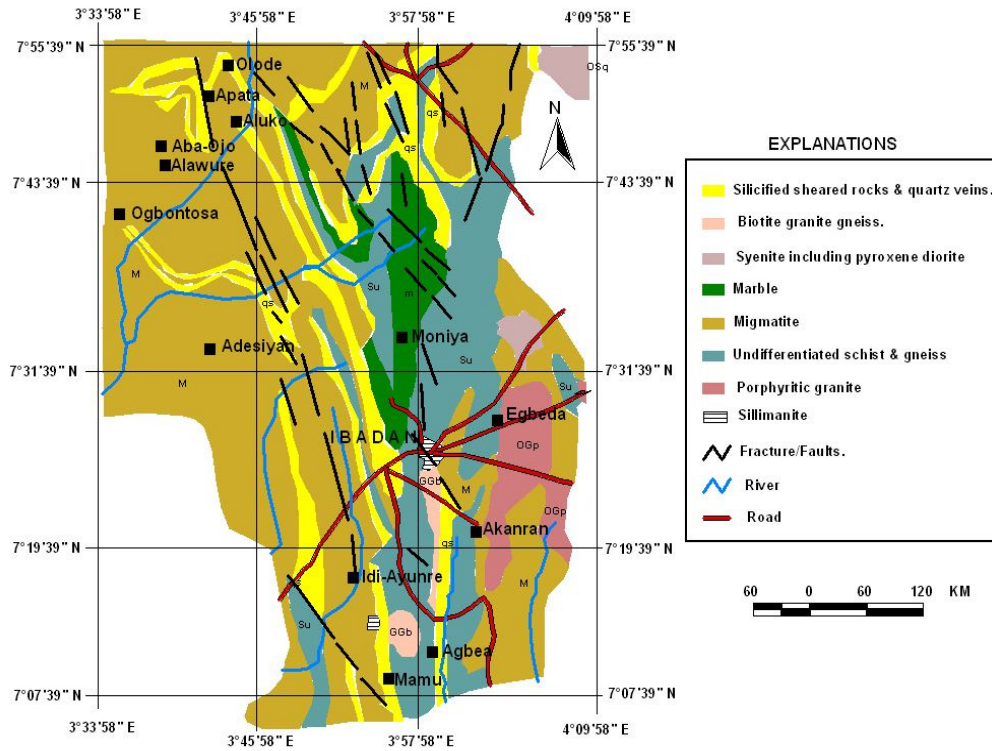 3°33'58" E
3°45'58" E
3°57'58" E
4°09'58" E
7°55'39" N
7°55'39" N
OSq
Olode
M
Apata
qs
Aluko
N
Aba-Ojo
qs
Alawure
7°43'39" N
7°43'39" N
Ogbontosa
M
Su
qs
m
Moniya
Adesiyan
Su
M
7°31'39" N
7°31'39" N
Su
Egbeda
IBADAN
OGp
GGb
M
OGp
Akanran
qs
7°19'39" N
7°19'39" N
Idi-Ayunre
M
Su
GGb
Agbea
Mamu
7°07'39" N
7°07'39" N
3°33'58" E
3°45'58" E
3°57'58" E
4°09'58" E
EXPLANATIONS
Silicified sheared rocks & quartz veins.
Biotite granite gneiss.
Syenite including pyroxene diorite
Marble
Migmatite
Undifferentiated schist & gneiss
Porphyritic granite
Sillimanite
Fracture/Faults.
River
Road
60 0 60 120 KM